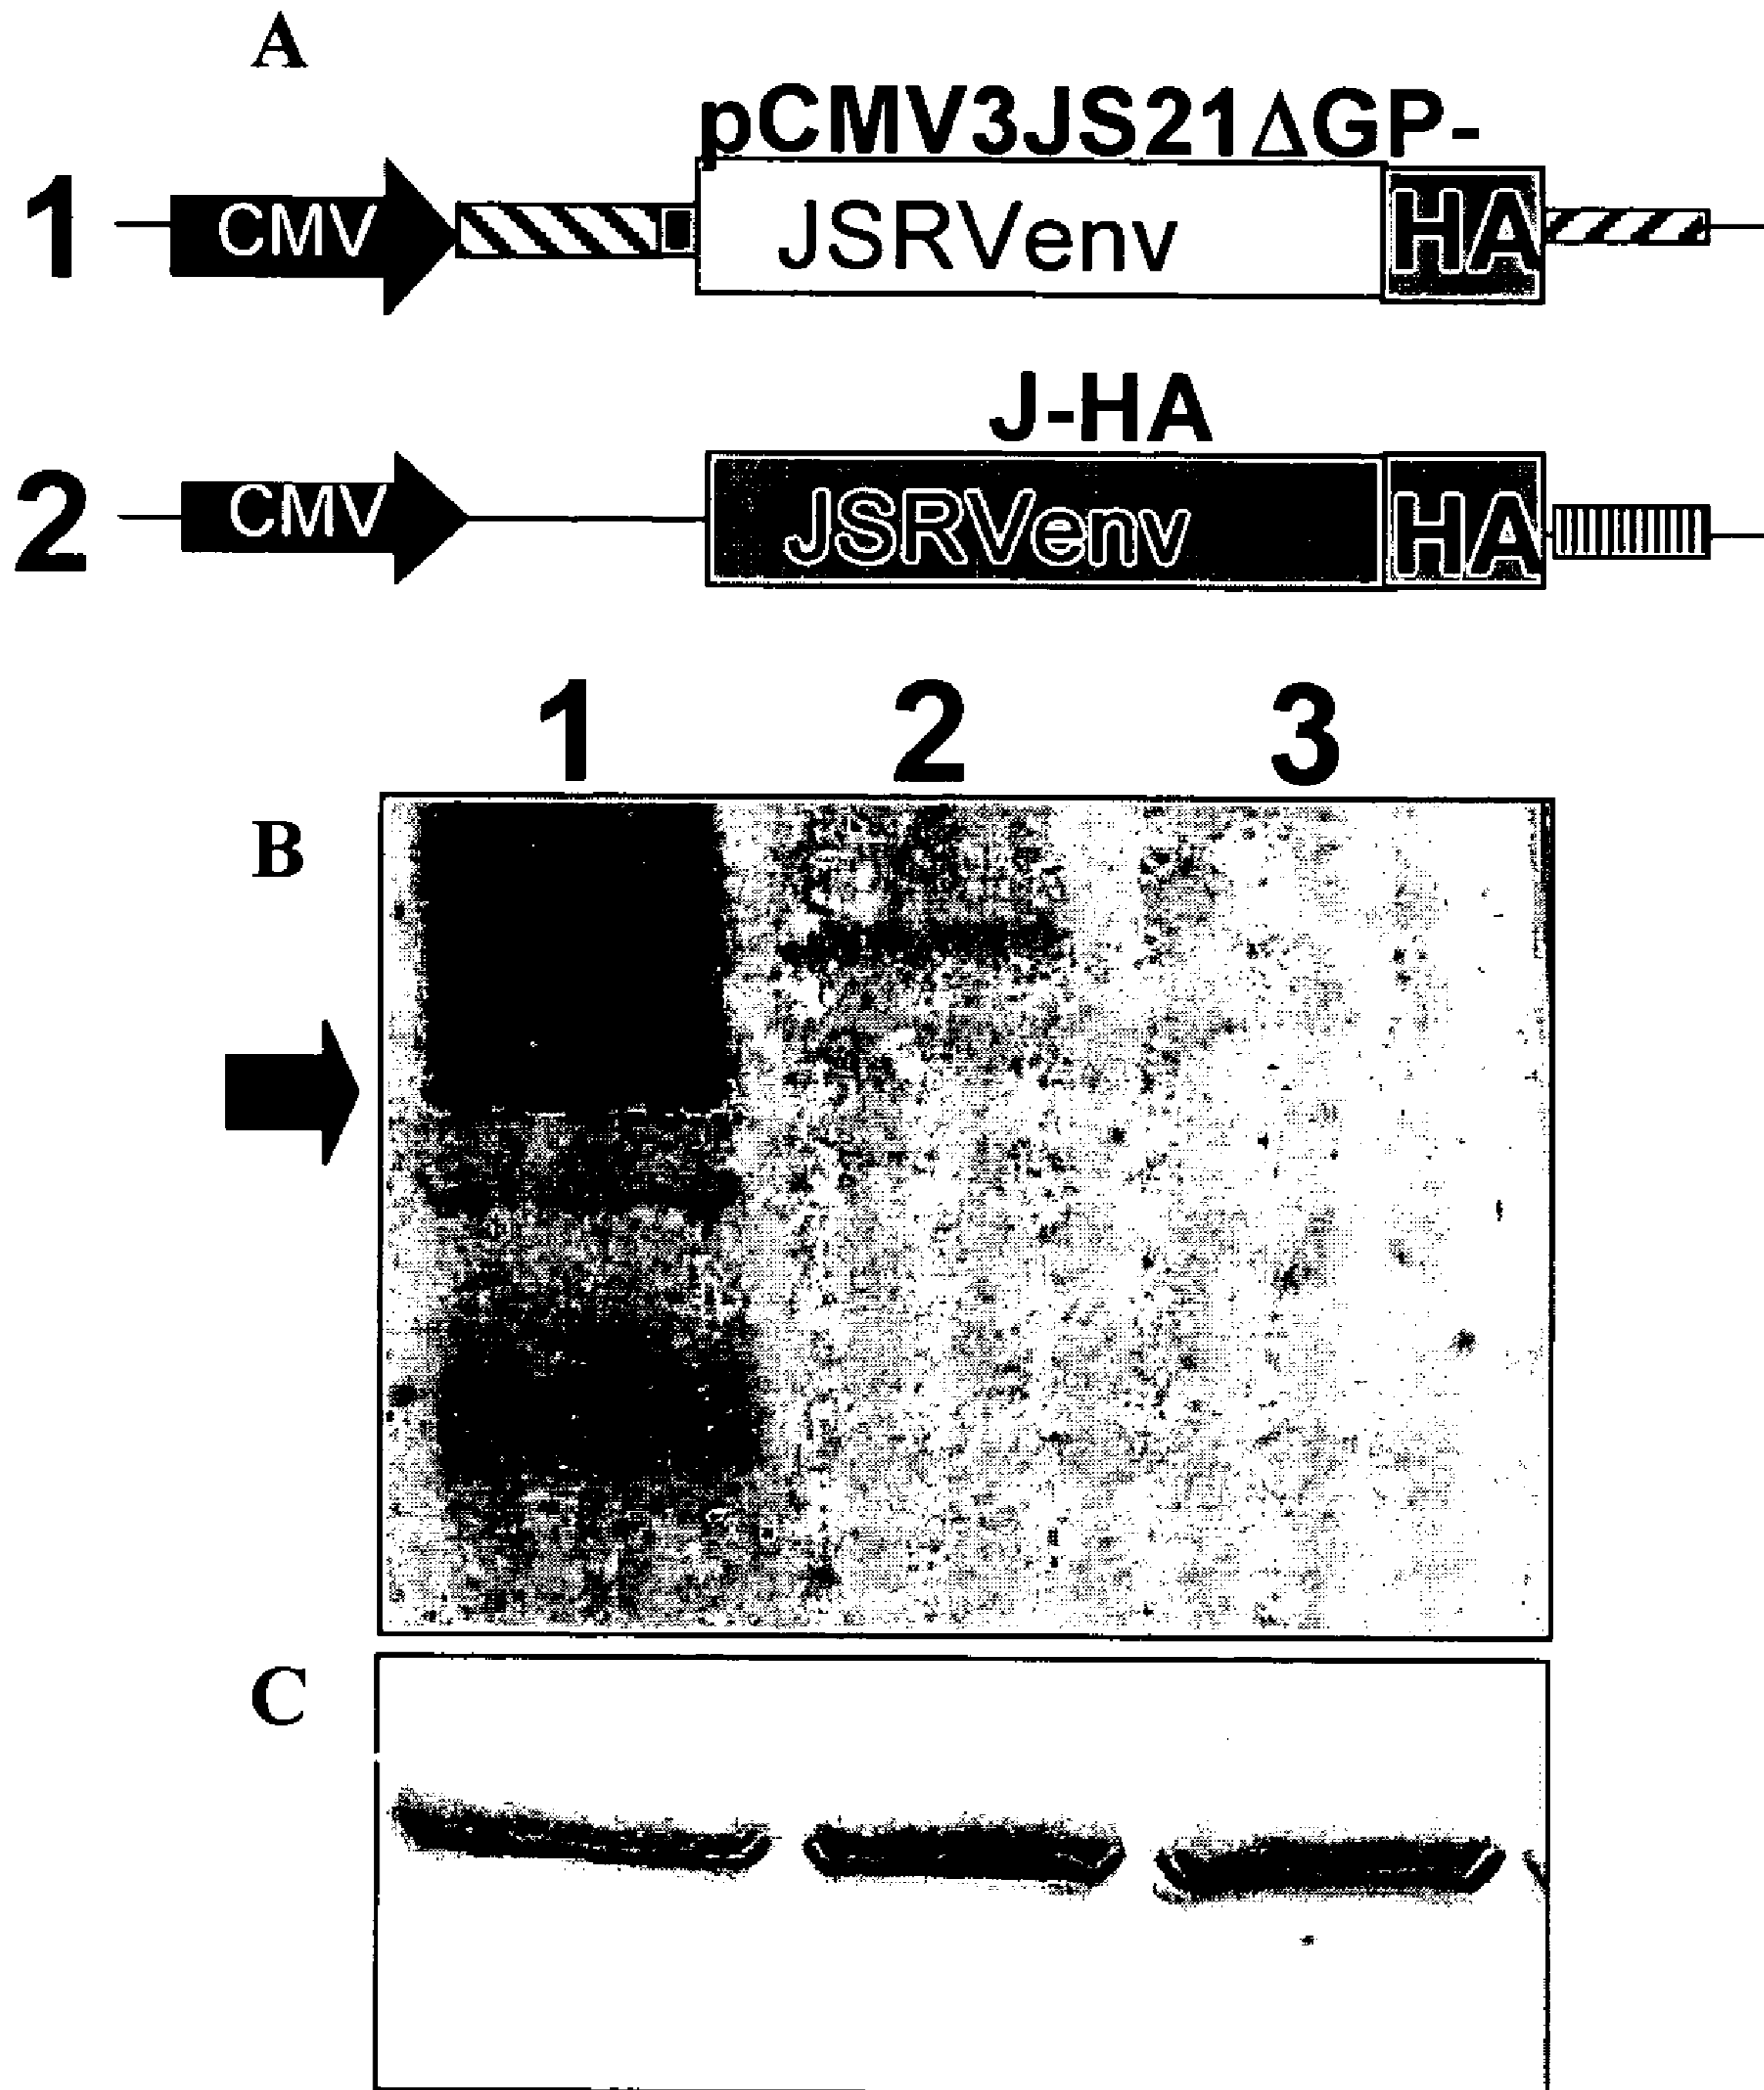 A
pCMV3JS21ΔGP-
1 CMV JSRVenv HA
J-HA
2 CMV JSRVenv HA
1 2 3
B
C